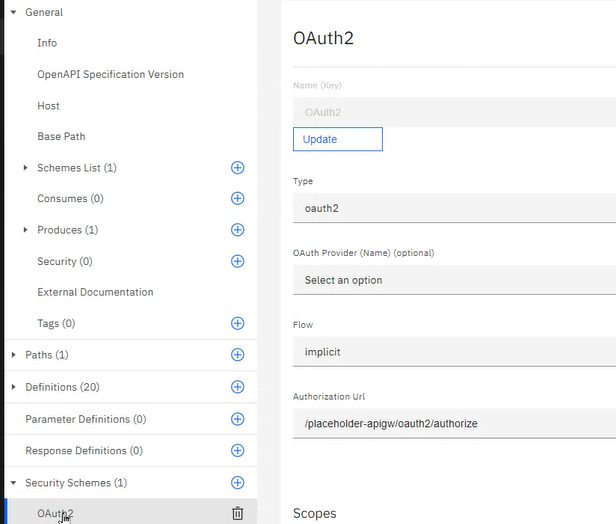 General
Info
OpenAPI Specification Version
Host
Base Path
Schemes List (1)
Consumes (0)
Produces (1)
Security (0)
External Documentation
Tags (0)
Paths (1)
Definitions (20)
Parameter Definitions (0)
Response Definitions (0)
Security Schemes (1)
OAuth2
OAuth2
Name (Key)
OAuth2
Update
Type
oauth2
OAuth Provider (Name) (optional)
Select an option
Flow
implicit
Authorization Url
/placeholder-apigw/oauth2/authorize
Scopes